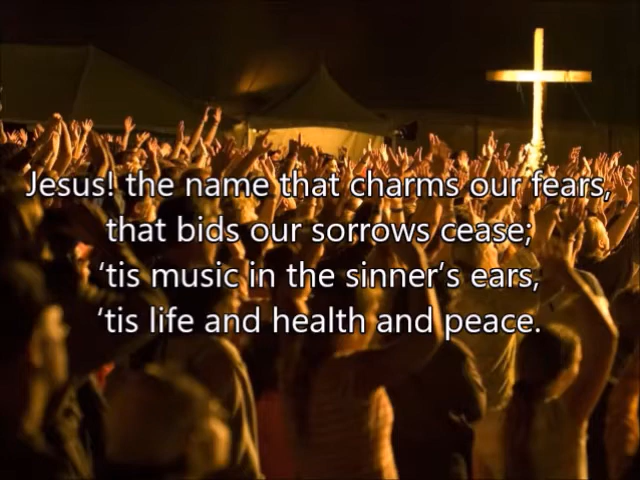 Jesus! the name that charms our fears,
that bids our sorrows cease;
‘tis music in the sinner’s ears,
‘tis life and health and peace.